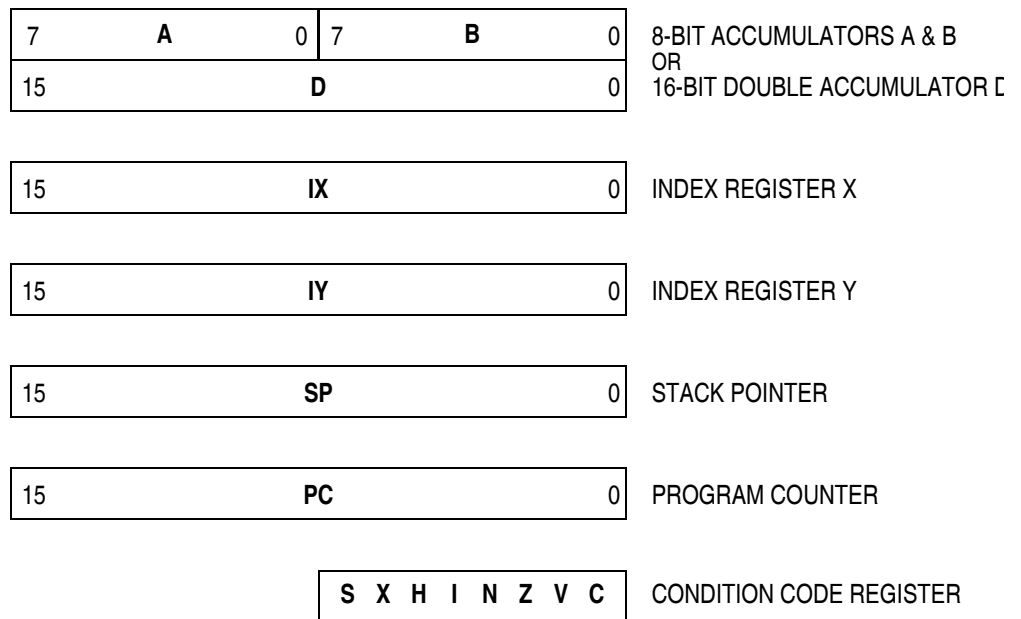 7 A 0 7 B 0 8-BIT ACCUMULATORS A & B
OR
15 D 0 16-BIT DOUBLE ACCUMULATOR
15 IX 0 INDEX REGISTER X
15 IY 0 INDEX REGISTER Y
15 SP 0 STACK POINTER
15 PC 0 PROGRAM COUNTER
S X H I N Z V C CONDITION CODE REGISTER